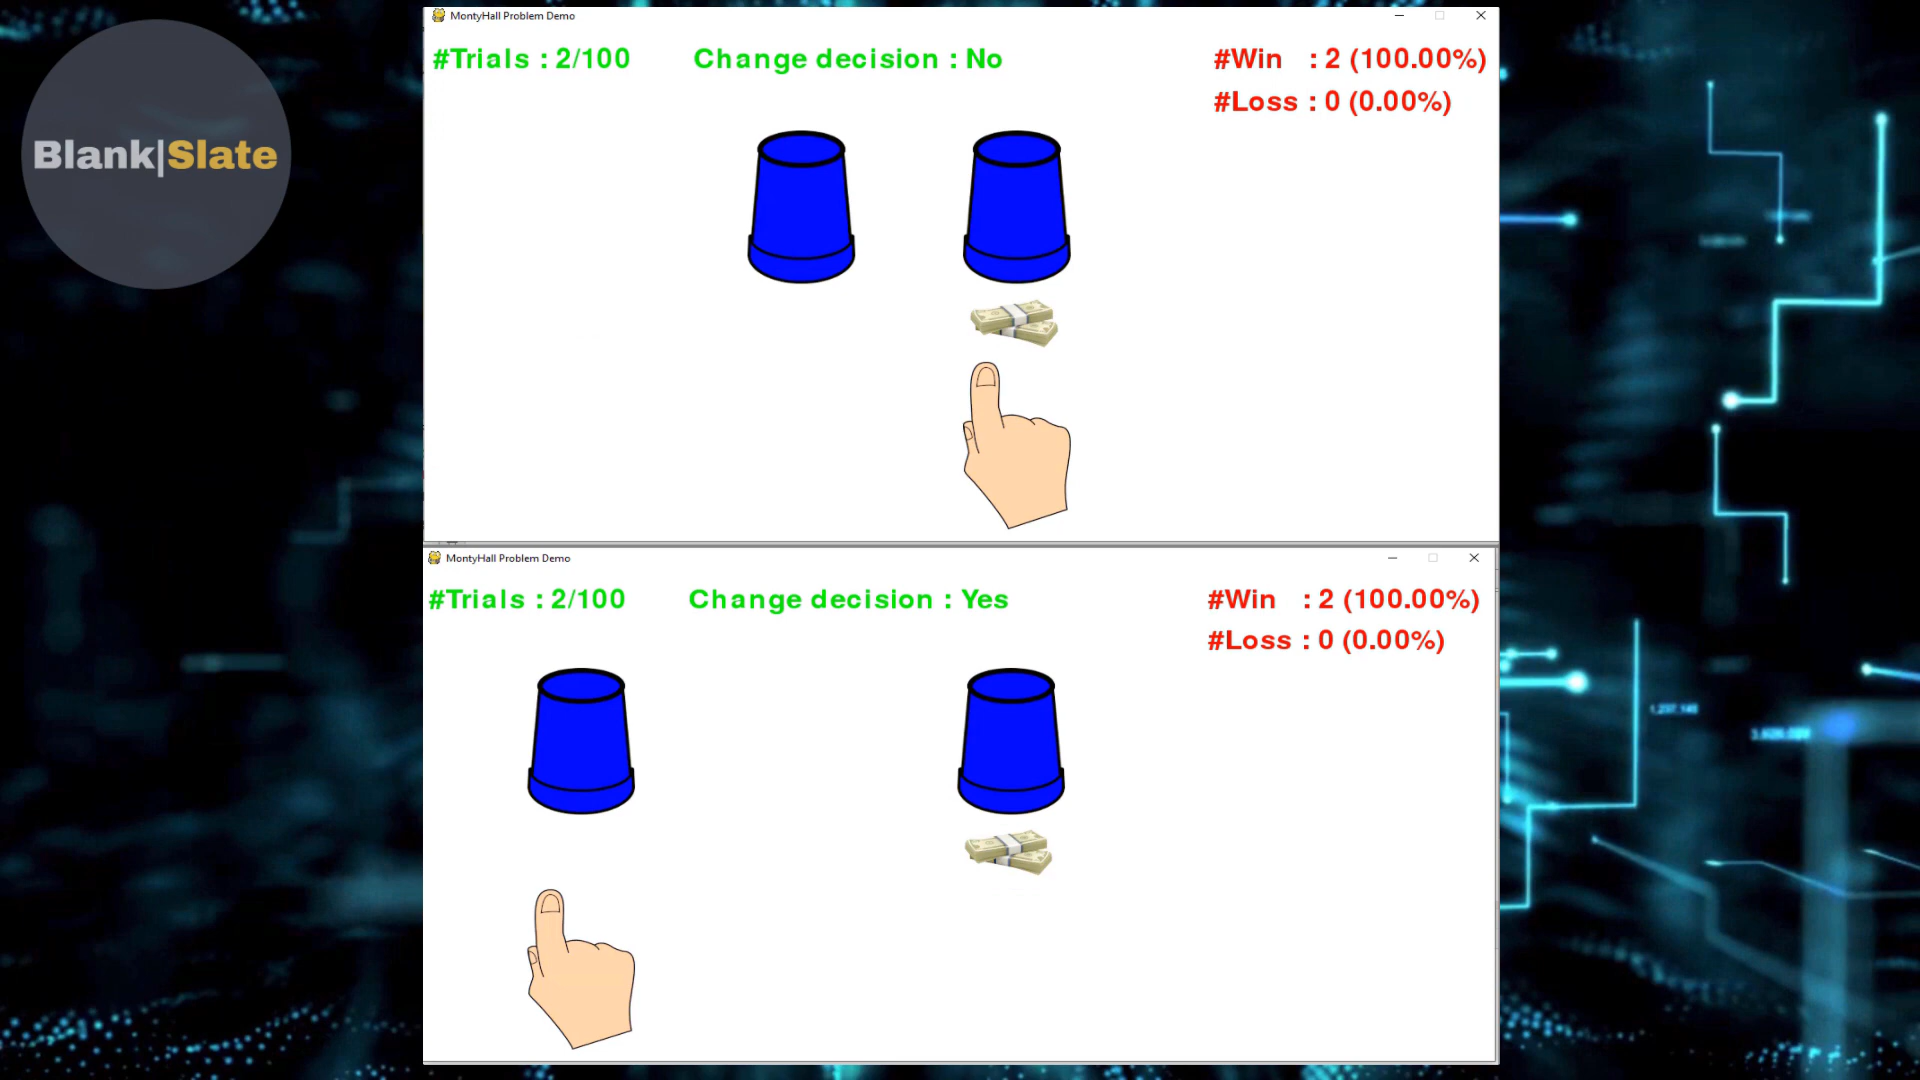 Blank|Slate
MontyHall Problem Demo
#Trials : 2/100 Change decision : No #Win : 2 (100.00%)
#Loss : 0 (0.00%)
MontyHall Problem Demo
#Trials : 2/100 Change decision : Yes #Win : 2 (100.00%)
#Loss : 0 (0.00%)